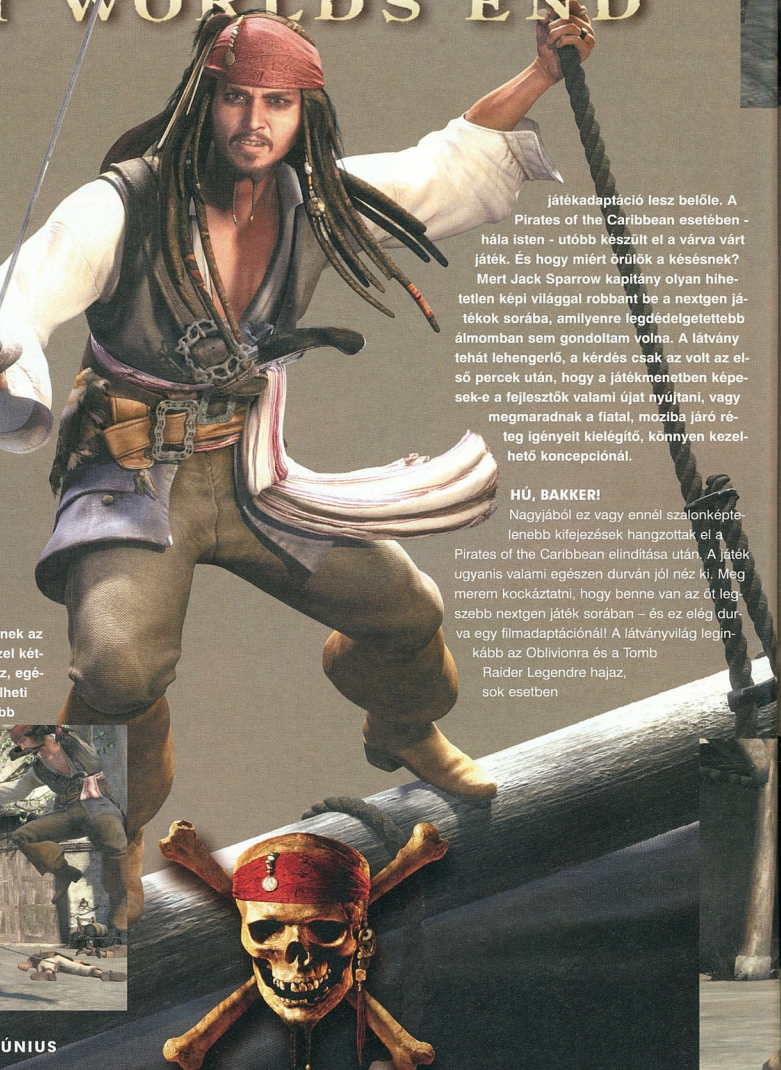 T WORLDS END
játékadaptáció lesz belőle. A
Pirates of the Caribbean esetében -
hála isten - utóbb készült el a várva várt
játék. És hogy miért örülök a késésnek?
Mert Jack Sparrow kapitány olyan hihe-
tetlen képi világgal robbant be a nextgen já-
tékok sorába, amilyenre legdédelgetettebb
álmomban sem gondoltam volna. A látvány
tehát lehengerlő, a kérdés csak az volt az el-
ső percek után, hogy a játékmenetben képe-
sek-e a fejlesztők valami újat nyújtani, vagy
megmaradnak a fiatal, moziba járó ré-
teg igényeit kielégítő, könnyen kezel-
hető koncepciónál.
HÚ, BAKKER!
Nagyjából ez vagy ennél szalonképte-
lenebb kifejezések hangzottak el a
Pirates of the Caribbean elindítása után. A játék
ugyanis valami egészen durván jól néz ki. Meg
merem kockáztatni, hogy benne van az öt leg-
szebb nextgen játék sorában – és ez elég dur-
va egy filmadaptációnál! A látványvilág legin-
kább az Oblivionra és a Tomb
Raider Legendre hajaz,
sok esetben
nek az
zel két-
z, egé-
lheti
bb
ÚNIUS